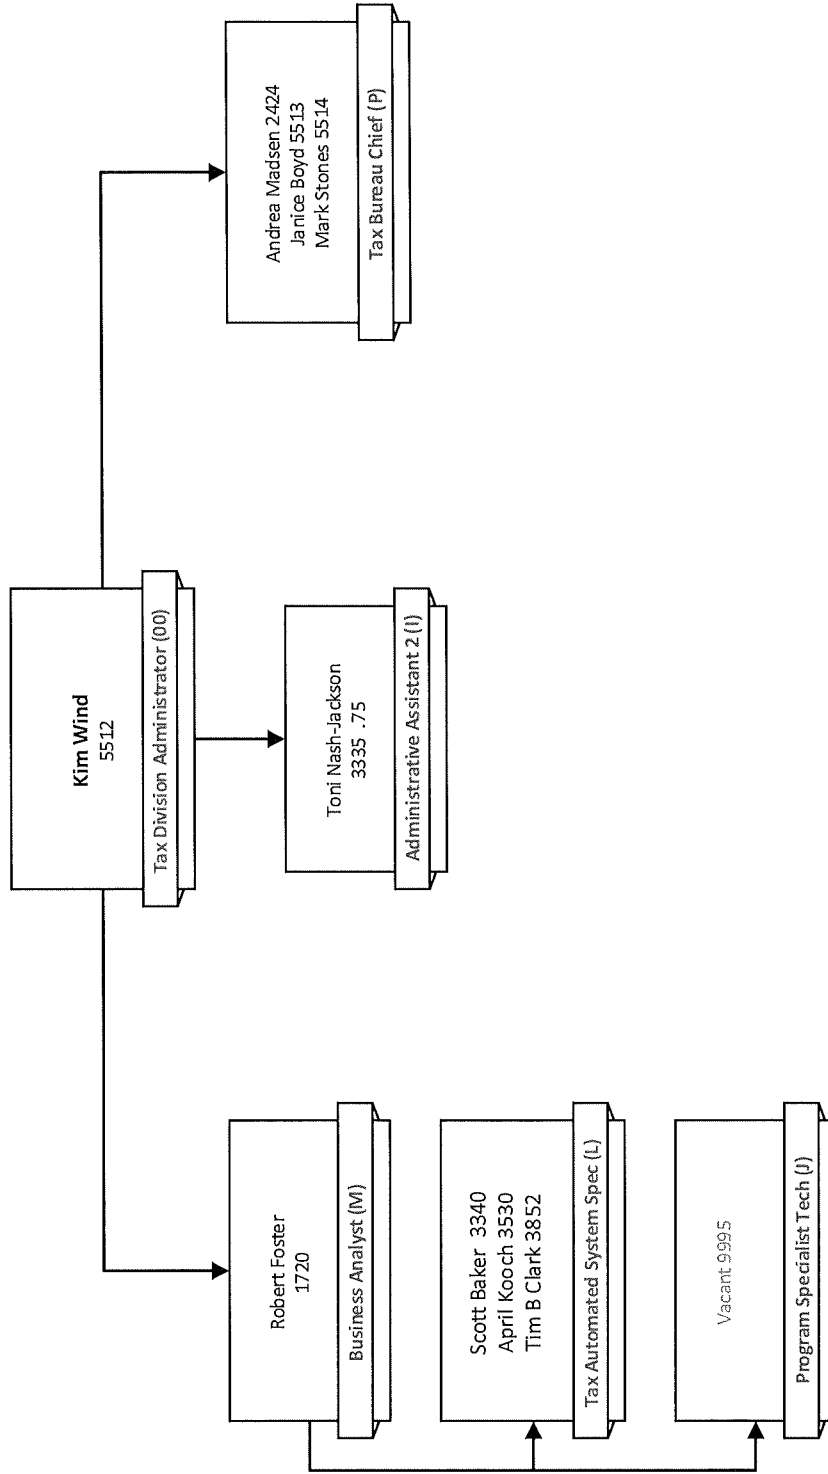 Kim Wind
5512
Tax Division Administrator (00)
Robert Foster
1720
Business Analyst (M)
Scott Baker  3340
April Kooch 3530
Tim B Clark 3852
Tax Automated System Spec (L)
Vacant 9995
Program Specialist Tech (J)
Toni Nash-Jackson
3335 .75
Administrative Assistant 2 (I)
Andrea Madsen 2424
Janice Boyd 5513
Mark Stones 5514
Tax Bureau Chief (P)